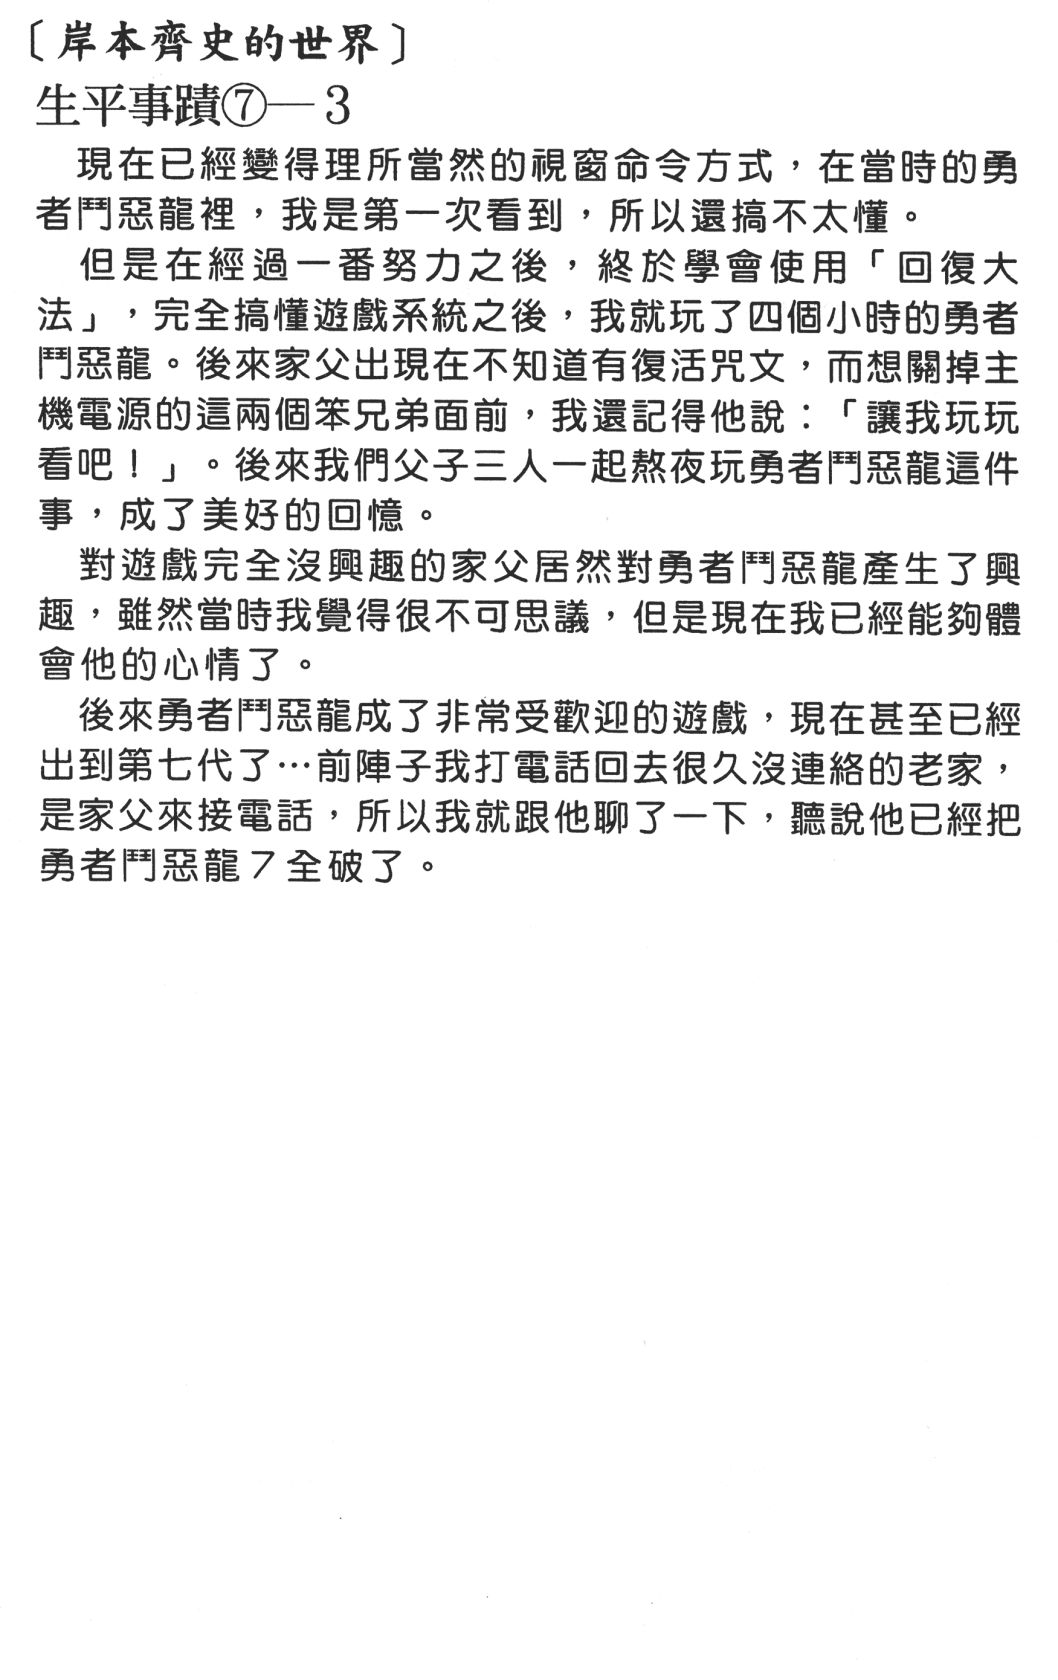 〔岸本齊史的世界〕
生平事蹟⑦—3
現在已經變得理所當然的視窗命令方式，在當時的勇
者鬥惡龍裡，我是第一次看到，所以還搞不太懂。
但是在經過一番努力之後，終於學會使用「回復大
法」，完全搞懂遊戲系統之後，我就玩了四個小時的勇者
鬥惡龍。後來家父出現在不知道有復活咒文，而想關掉主
機電源的這兩個笨兄弟面前，我還記得他說：「讓我玩玩
看吧！」。後來我們父子三人一起熬夜玩勇者鬥惡龍這件
事，成了美好的回憶。
對遊戲完全沒興趣的家父居然對勇者鬥惡龍產生了興
趣，雖然當時我覺得很不可思議，但是現在我已經能夠體
會他的心情了。
後來勇者鬥惡龍成了非常受歡迎的遊戲，現在甚至已經
出到第七代了…前陣子我打電話回去很久沒連絡的老家，
是家父來接電話，所以我就跟他聊了一下，聽說他已經把
勇者鬥惡龍7全破了。